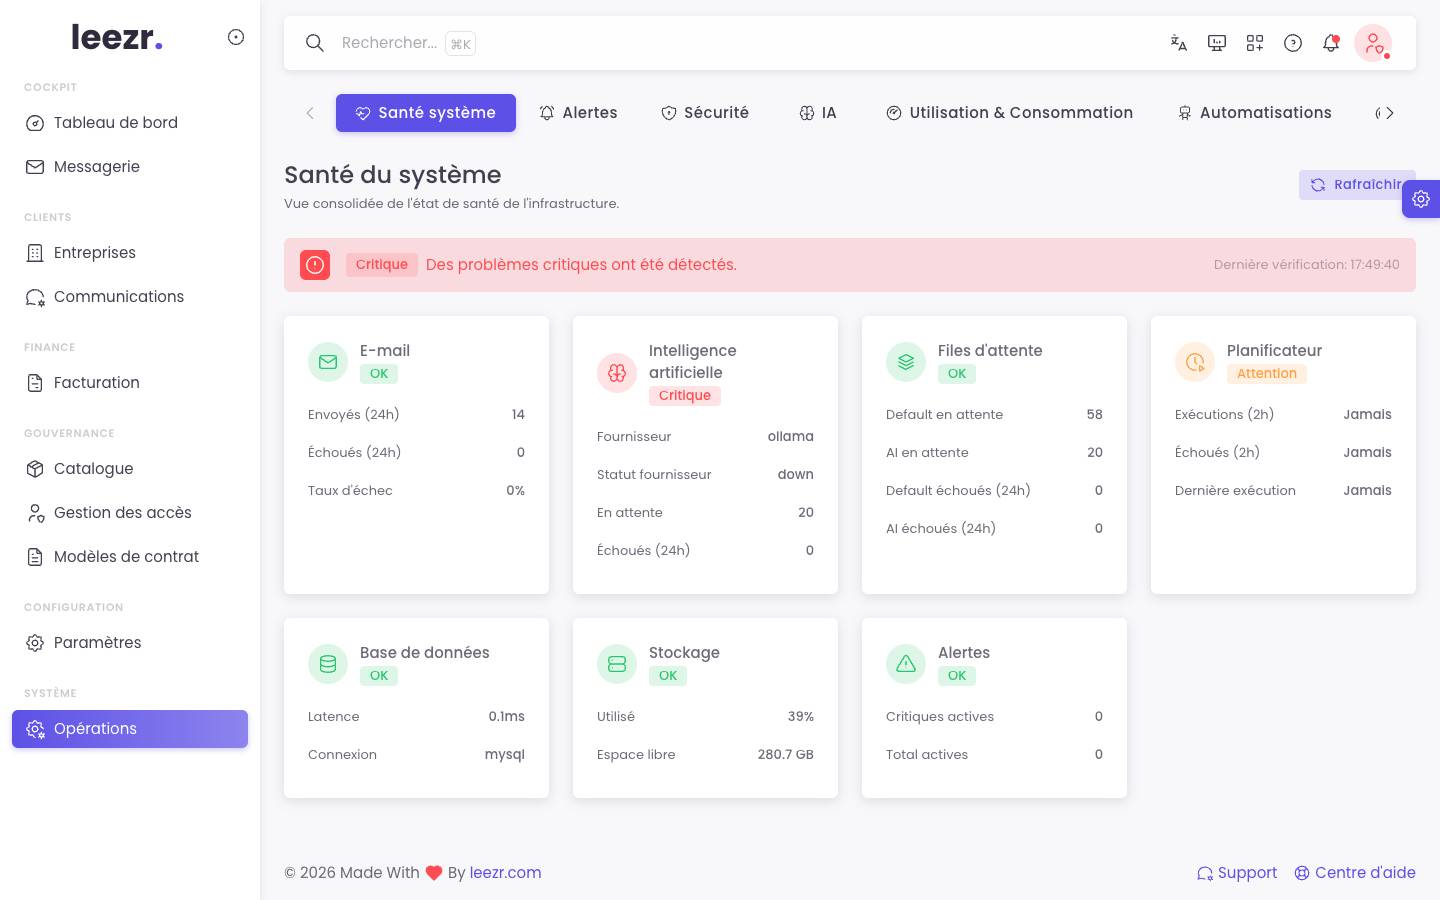 leezr.
COCKPIT
Tableau de bord
Messagerie
CLIENTS
Entreprises
Communications
FINANCE
Facturation
GOUVERNANCE
Catalogue
Gestion des accès
Modèles de contrat
CONFIGURATION
Paramètres
SYSTÈME
Opérations
Rechercher... ⌘K
Santé système
Alertes
Sécurité
IA
Utilisation & Consommation
Automatisations
Santé du système
Vue consolidée de l'état de santé de l'infrastructure.
Rafraîchir
Critique Des problèmes critiques ont été détectés.
Dernière vérification: 17:49:40
E-mail
OK
Envoyés (24h) 14
Échoués (24h) 0
Taux d'échec 0%
Intelligence
artificielle
Critique
Fournisseur ollama
Statut fournisseur down
En attente 20
Échoués (24h) 0
Files d'attente
OK
Default en attente 58
AI en attente 20
Default échoués (24h) 0
AI échoués (24h) 0
Planificateur
Attention
Exécutions (2h) Jamais
Échoués (2h) Jamais
Dernière exécution Jamais
Base de données
OK
Latence 0.1ms
Connexion mysql
Stockage
OK
Utilisé 39%
Espace libre 280.7 GB
Alertes
OK
Critiques actives 0
Total actives 0
© 2026 Made With By leezr.com
Support
Centre d'aide